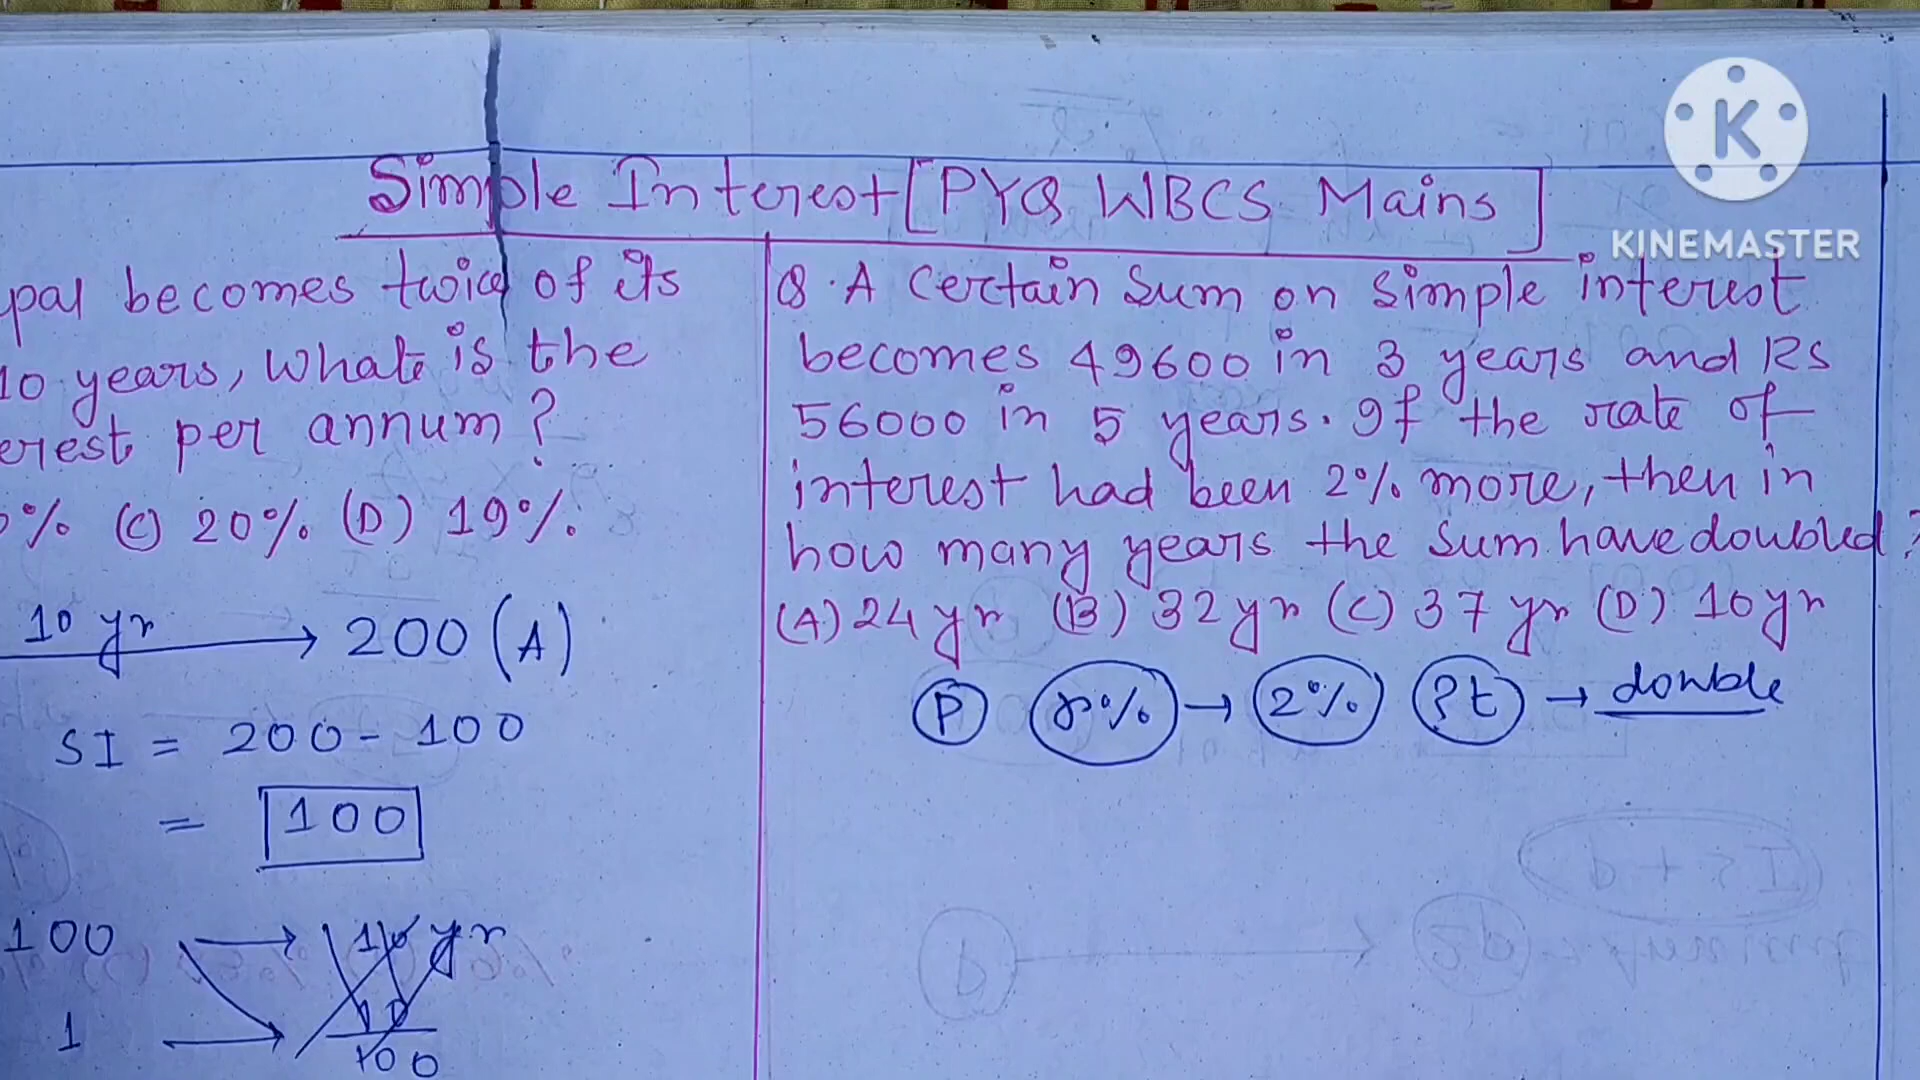 Simple Interest [PYQ WBCS Mains]
KINEMASTER
pal becomes twice of its
10 years, What is the
erest per annum?
% (C) 20% (D) 19%
10 yr → 200 (A)
SI = 200 - 100
= 100
100 → 10 yr
1 → 10
100
Q. A Certain Sum on Simple interest
becomes 49600 in 3 years and Rs
56000 in 5 years. If the rate of
interest had been 2% more, then in
how many years the Sum have doubled?
(A) 24 yr (B) 32 yr (C) 37 yr (D) 10 yr
P r% → 2% ?t → double